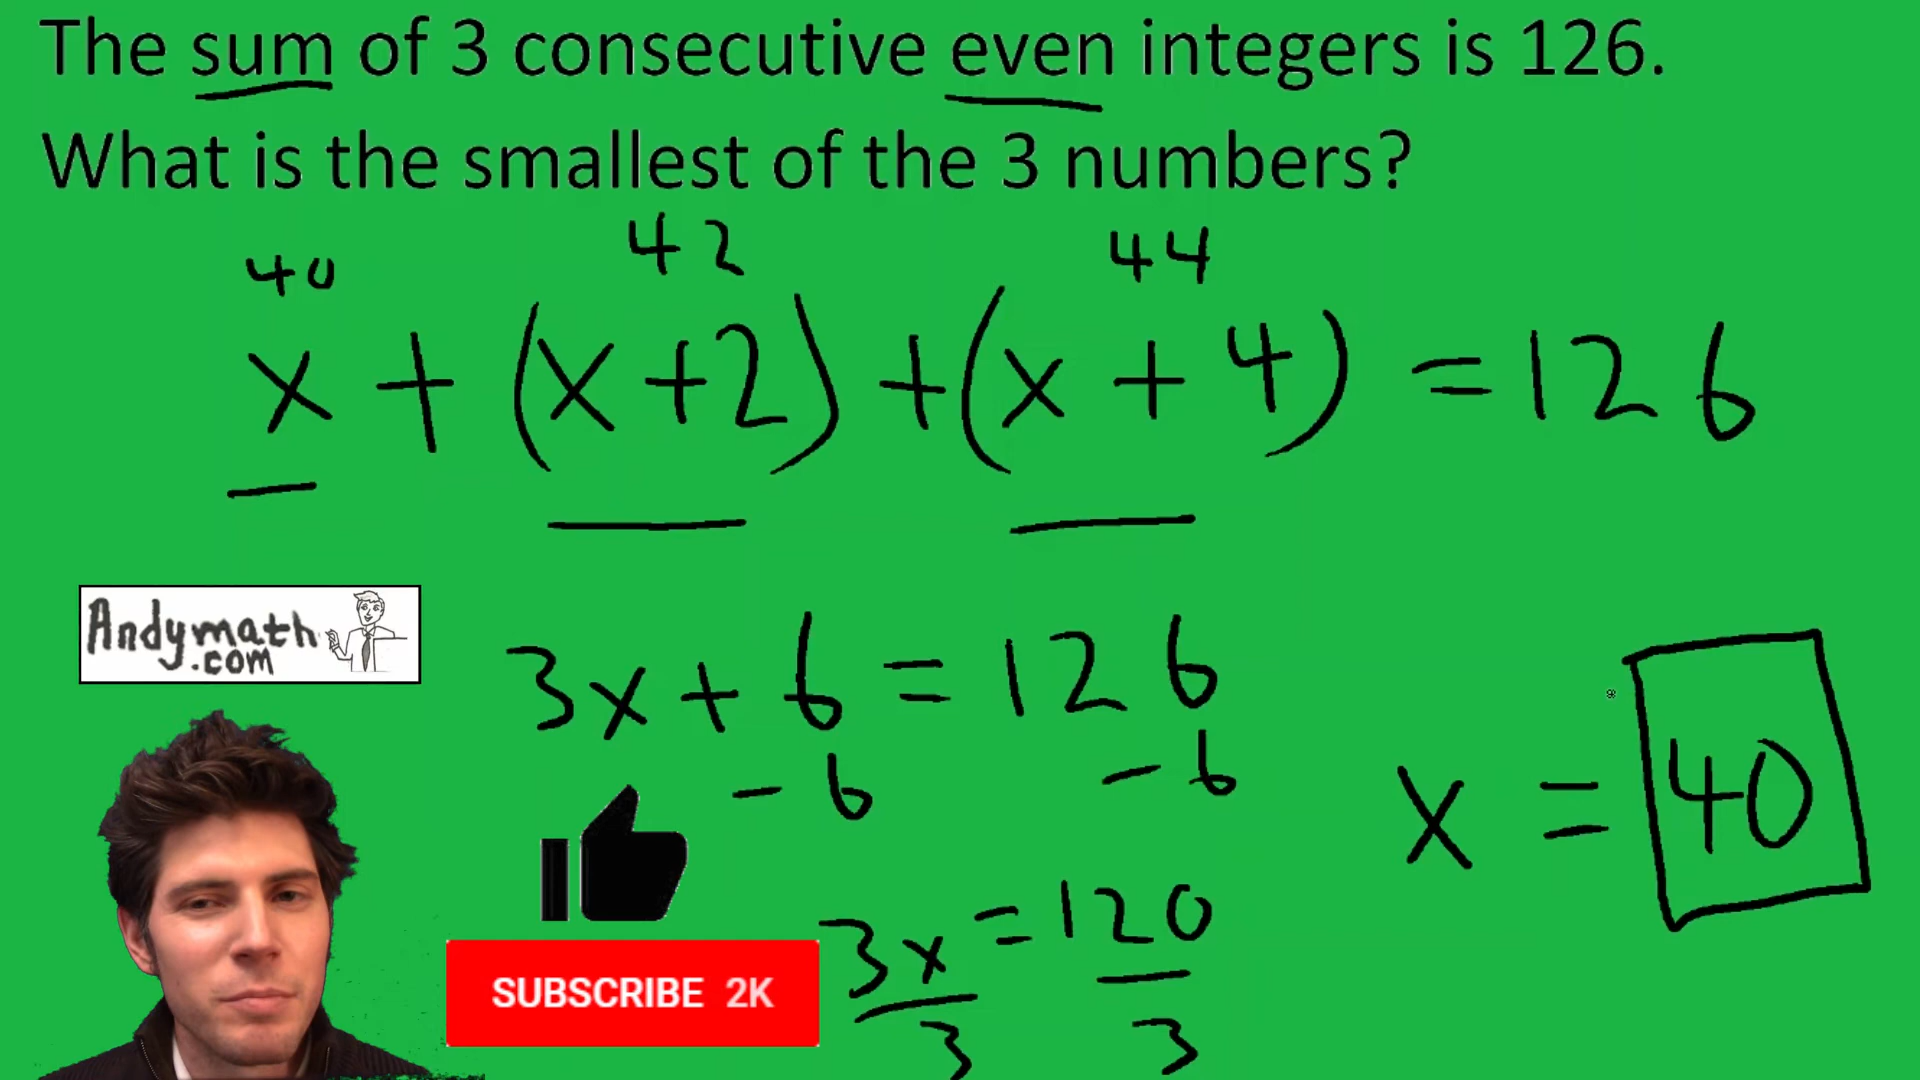 The sum of 3 consecutive even integers is 126.
What is the smallest of the 3 numbers?
40 42 44
x + (x+2) + (x + 4) = 126
Andymath
.com
3x + 6 = 126
- 6 - 6
x = 40
3x = 120
3 3
SUBSCRIBE 2K